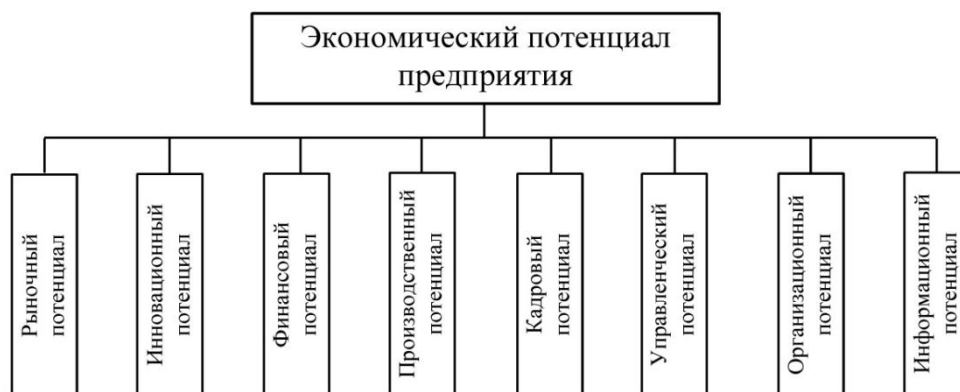 Экономический потенциал
предприятия
Рыночный
потенциал
Инновационный
потенциал
Финансовый
потенциал
Производственный
потенциал
Кадровый
потенциал
Управленческий
потенциал
Организационный
потенциал
Информационный
потенциал